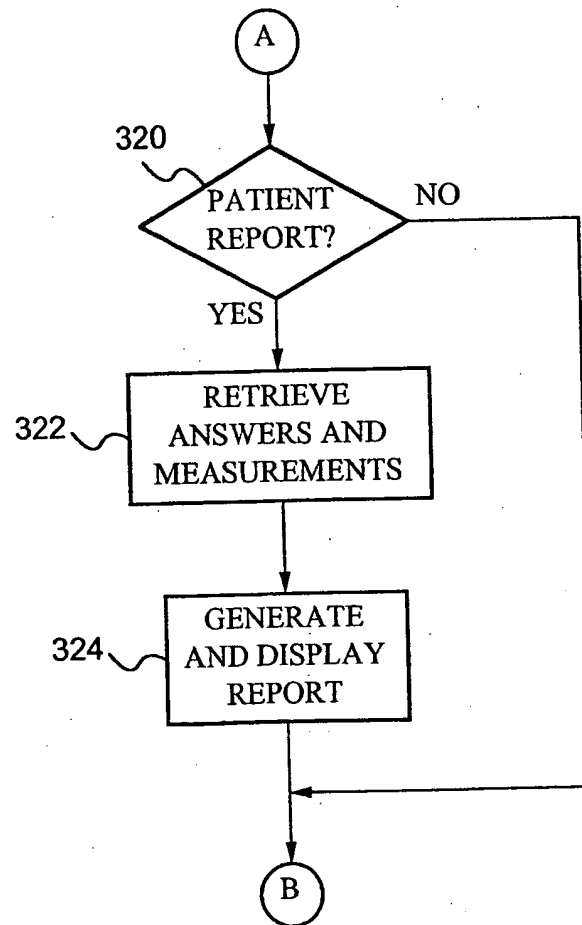 A
320
PATIENT
REPORT?
NO
YES
322
RETRIEVE
ANSWERS AND
MEASUREMENTS
324
GENERATE
AND DISPLAY
REPORT
B